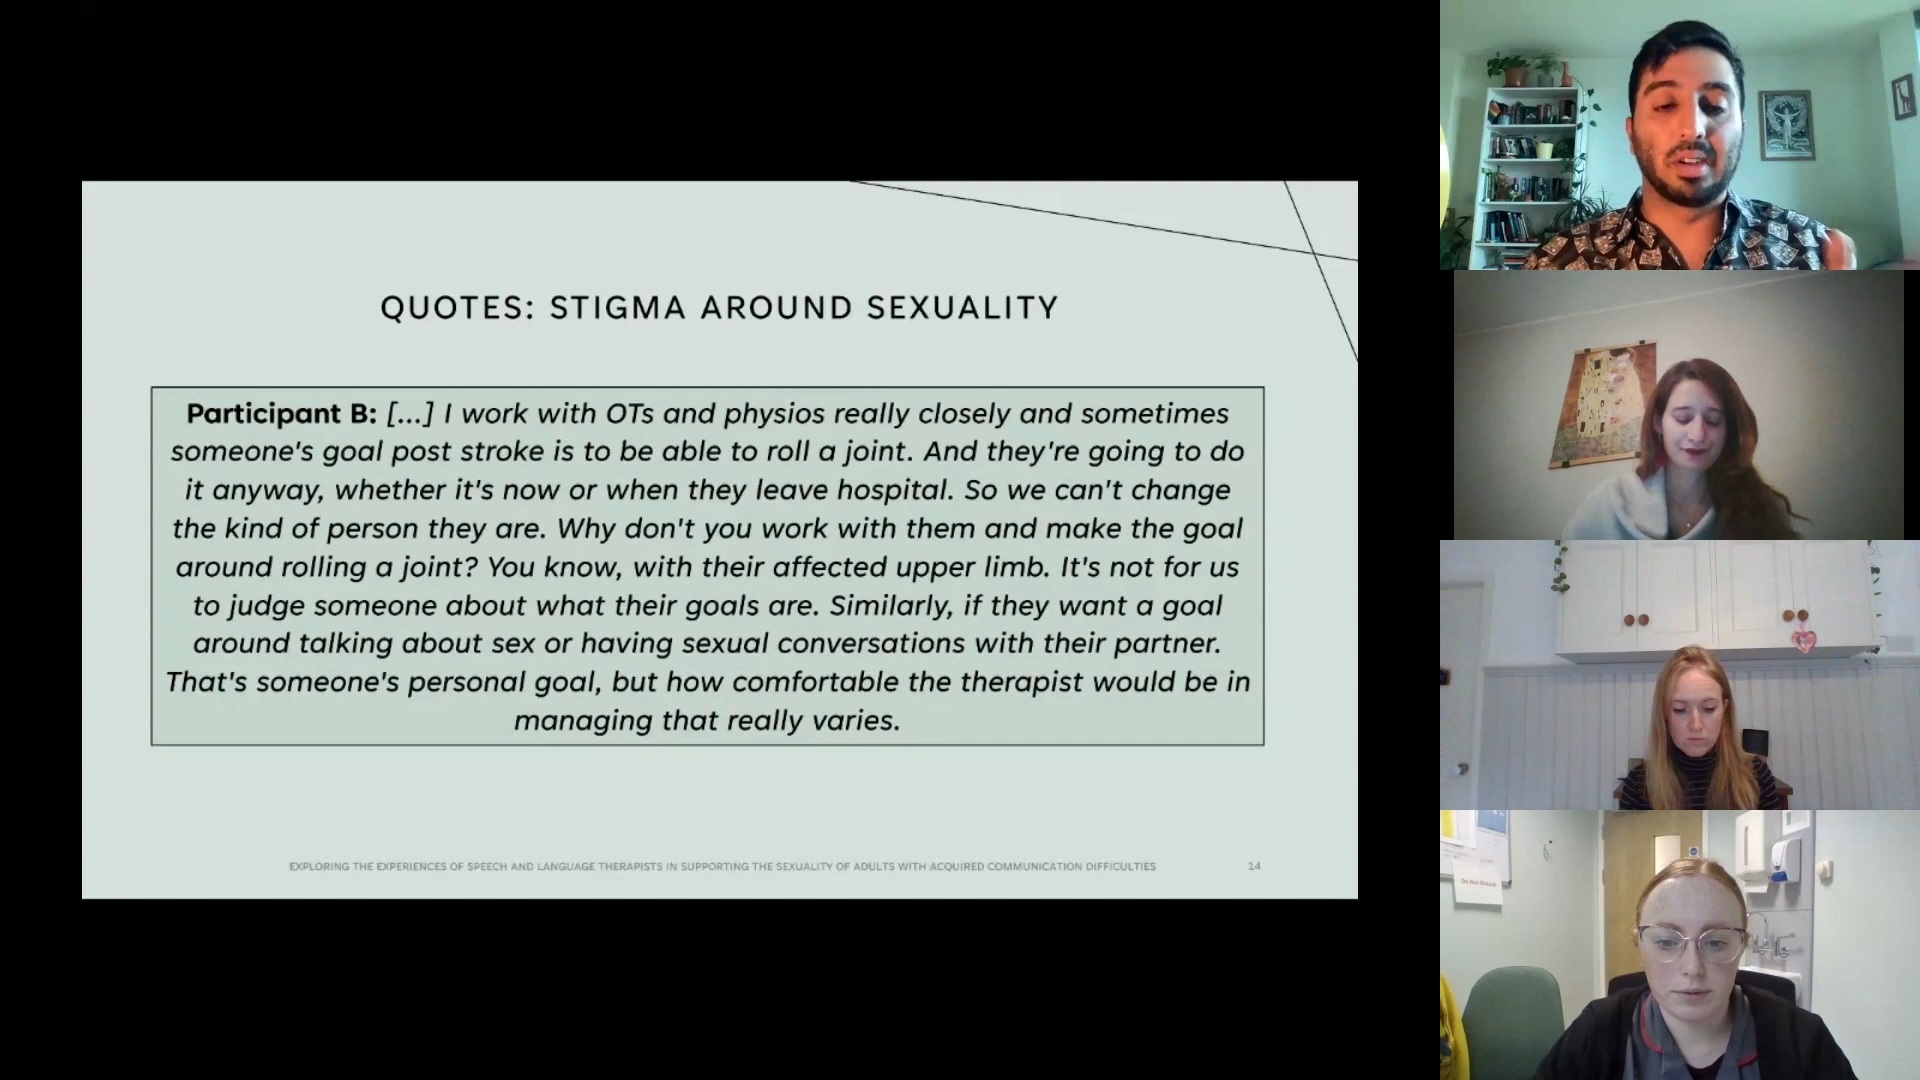 QUOTES: STIGMA AROUND SEXUALITY
Participant B: [...] I work with OTs and physios really closely and sometimes
someone's goal post stroke is to be able to roll a joint. And they're going to do
it anyway, whether it's now or when they leave hospital. So we can't change
the kind of person they are. Why don't you work with them and make the goal
around rolling a joint? You know, with their affected upper limb. It's not for us
to judge someone about what their goals are. Similarly, if they want a goal
around talking about sex or having sexual conversations with their partner.
That's someone's personal goal, but how comfortable the therapist would be in
managing that really varies.
EXPLORING THE EXPERIENCES OF SPEECH AND LANGUAGE THERAPISTS IN SUPPORTING THE SEXUALITY OF ADULTS WITH ACQUIRED COMMUNICATION DIFFICULTIES
14
Do Not Disturb